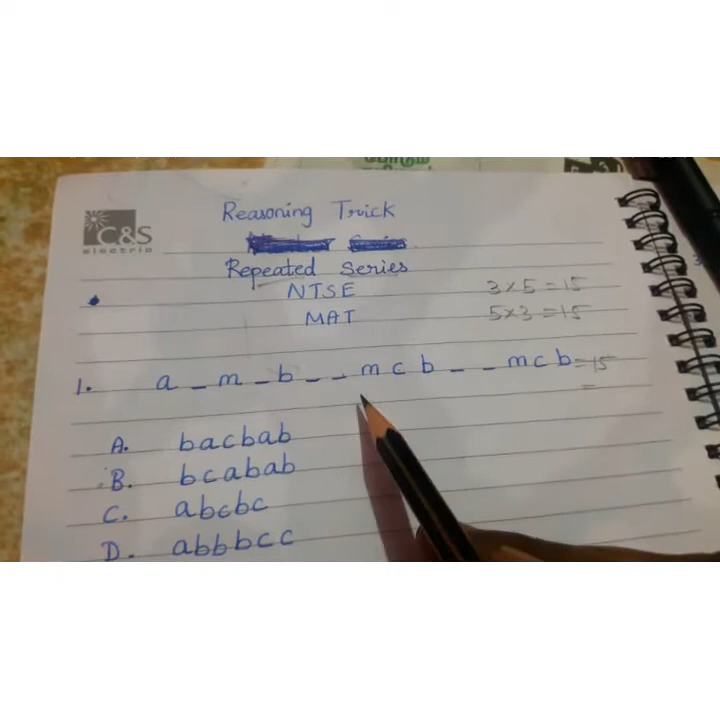 போகும்
Reasoning Trick
C&S
electric
Repeated Series
NTSE
3 x 5 = 15
MAT
5 x 3 = 15
1. a _ m _ b _ _ m c b _ _ m c b = 15
=
A. bacbab
B. bcabab
C. abcbc
D. abbbcc